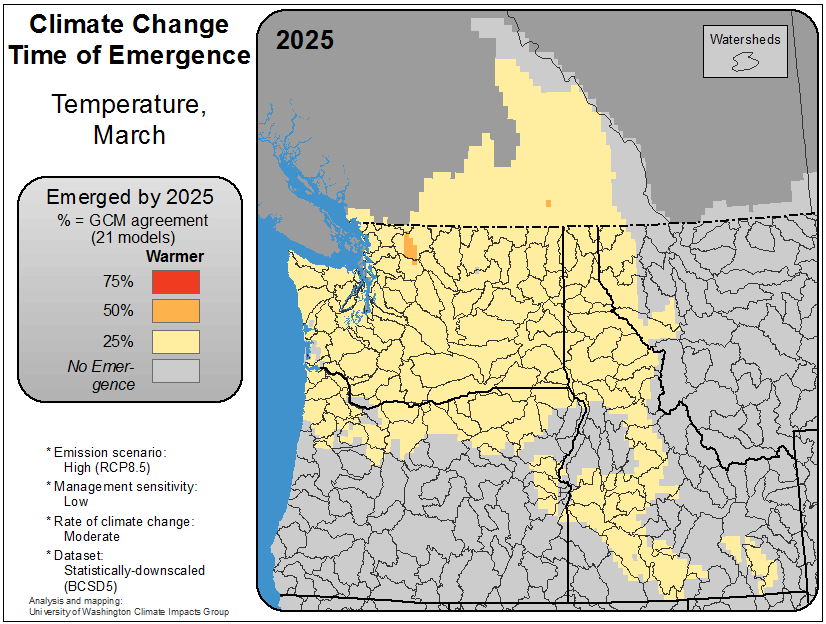 Climate Change
Time of Emergence
Temperature,
March
Emerged by 2025
% = GCM agreement
(21 models)
Warmer
75%
50%
25%
No Emer-
gence
* Emission scenario:
High (RCP8.5)
* Management sensitivity:
Low
* Rate of climate change:
Moderate
* Dataset:
Statistically-downscaled
(BCSD5)
Analysis and mapping:
University of Washington Climate Impacts Group
2025
Watersheds